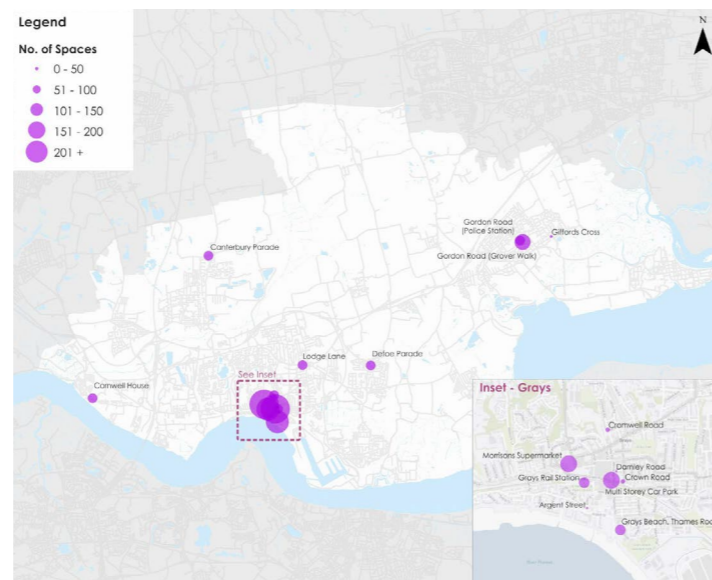 Legend
No. of Spaces
0 - 50
51 - 100
101 - 150
151 - 200
201 +
N
Gordon Road
(Police Station)
Giffords Cross
Gordon Road (Grover Walk)
Canterbury Parade
Lodge Lane
Defoe Parade
See Inset
Cornwell House
Inset - Grays
Cromwell Road
Morrisons Supermarket
Darnley Road
Grays Rail Station
Crown Road
Multi Storey Car Park
Argent Street
Grays Beach, Thames Roa